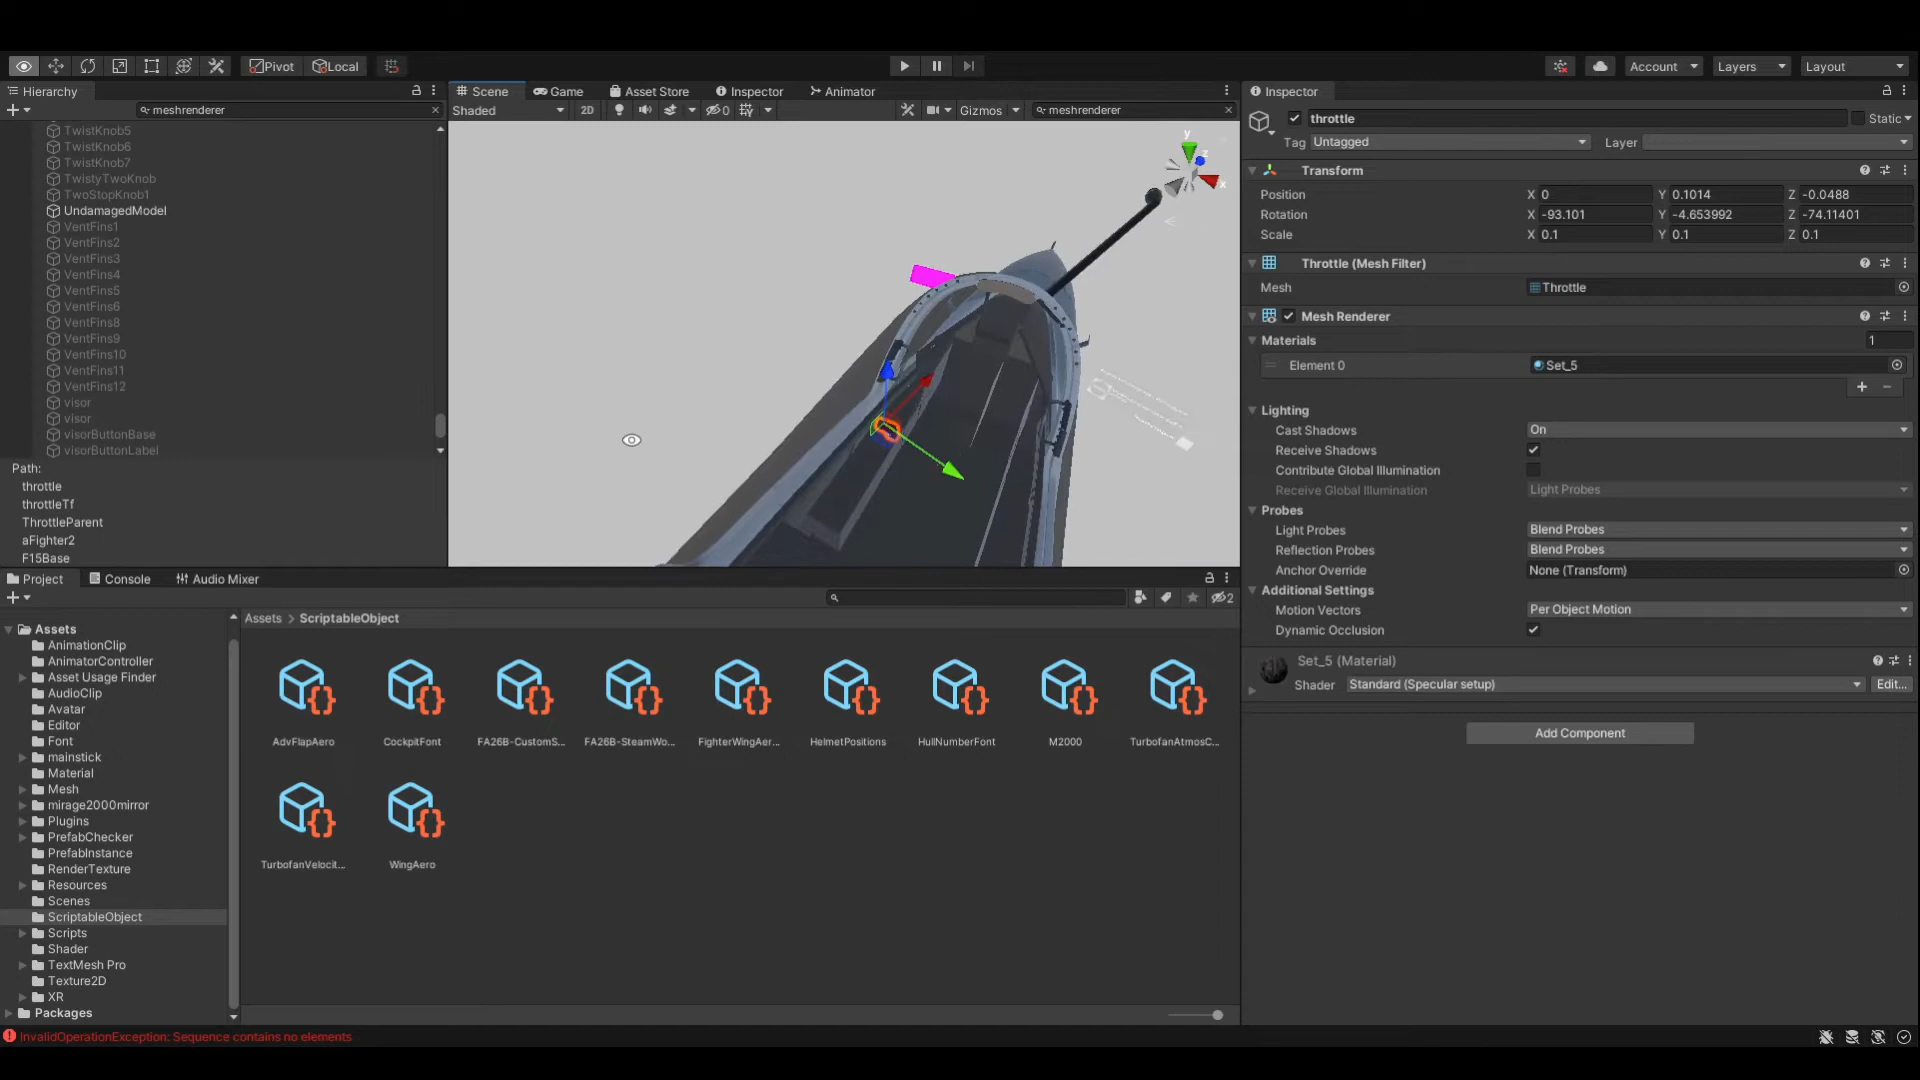 Pivot Local Account Layers Layout
Hierarchy Scene Game Asset Store Inspector Animator Inspector
meshrenderer Shaded 2D 0 Gizmos meshrenderer throttle Static
Tag Untagged Layer
TwistKnob5
TwistKnob6
TwistKnob7
TwistyTwoKnob
TwoStopKnob1
UndamagedModel
VentFins1
VentFins2
VentFins3
VentFins4
VentFins5
VentFins6
VentFins8
VentFins9
VentFins10
VentFins11
VentFins12
visor
visor
visorButtonBase
visorButtonLabel
Path:
throttle
throttleTf
ThrottleParent
aFighter2
F15Base
y
z
x
Transform
Position X 0 Y 0.1014 Z -0.0488
Rotation X -93.101 Y -4.653992 Z -74.11401
Scale X 0.1 Y 0.1 Z 0.1
Throttle (Mesh Filter)
Mesh Throttle
Mesh Renderer
Materials 1
Element 0 Set_5
Lighting
Cast Shadows On
Receive Shadows
Contribute Global Illumination
Receive Global Illumination Light Probes
Probes
Light Probes Blend Probes
Reflection Probes Blend Probes
Anchor Override None (Transform)
Additional Settings
Motion Vectors Per Object Motion
Dynamic Occlusion
Set_5 (Material)
Shader Standard (Specular setup) Edit...
Add Component
Project Console Audio Mixer
2
Assets
AnimationClip
AnimatorController
Asset Usage Finder
AudioClip
Avatar
Editor
Font
mainstick
Material
Mesh
mirage2000mirror
Plugins
PrefabChecker
PrefabInstance
RenderTexture
Resources
Scenes
ScriptableObject
Scripts
Shader
TextMesh Pro
Texture2D
XR
Packages
Assets > ScriptableObject
AdvFlapAero CockpitFont FA26B-CustomS... FA26B-SteamWo... FighterWingAer... HelmetPositions HullNumberFont M2000 TurbofanAtmosC...
TurbofanVelocit... WingAero
InvalidOperationException: Sequence contains no elements